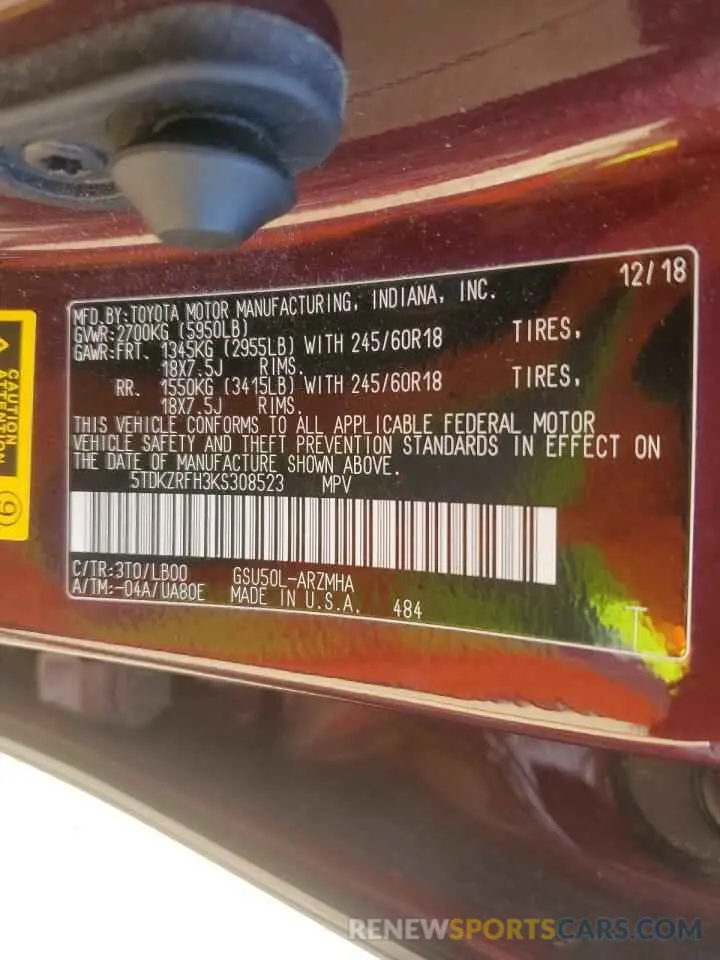 12/18
MFD.BY:TOYOTA MOTOR MANUFACTURING, INDIANA, INC.
GVWR:2700KG (5950LB)
GAWR:FRT. 1345KG (2955LB) WITH 245/60R18 TIRES,
18X7.5J RIMS.
RR. 1550KG (3415LB) WITH 245/60R18 TIRES,
18X7.5J RIMS.
THIS VEHICLE CONFORMS TO ALL APPLICABLE FEDERAL MOTOR
VEHICLE SAFETY AND THEFT PREVENTION STANDARDS IN EFFECT ON
THE DATE OF MANUFACTURE SHOWN ABOVE.
5TDKZRFH3KS308523 MPV
C/TR:3T0/LB00 GSU50L-ARZMHA
A/TM:-04A/UA80E MADE IN U.S.A. 484
T
CAUTION
ATTENTION
9
RENEWSPORTSCARS.COM